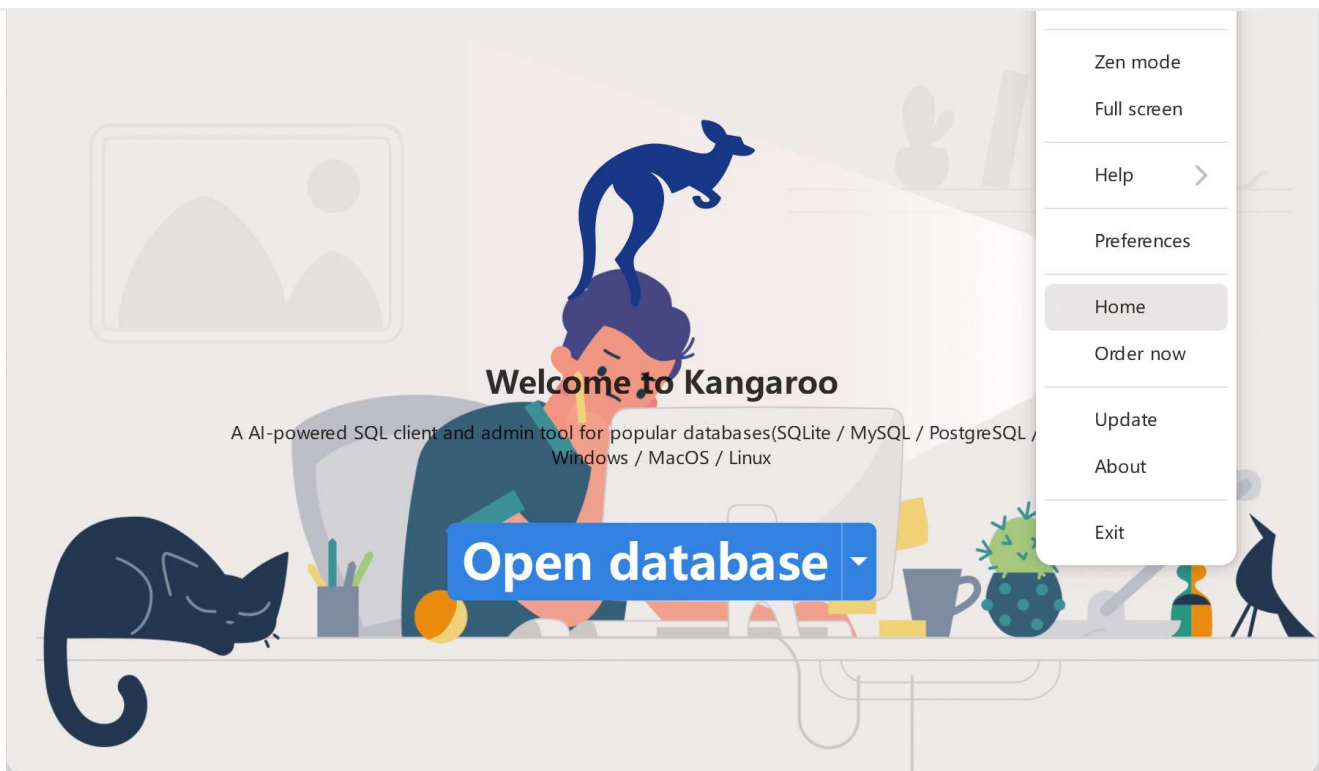 Zen mode
Full screen
Help
Preferences
Home
Order now
Update
About
Exit
Welcome to Kangaroo
A AI-powered SQL client and admin tool for popular databases(SQLite / MySQL / PostgreSQL /
Windows / MacOS / Linux
Open database